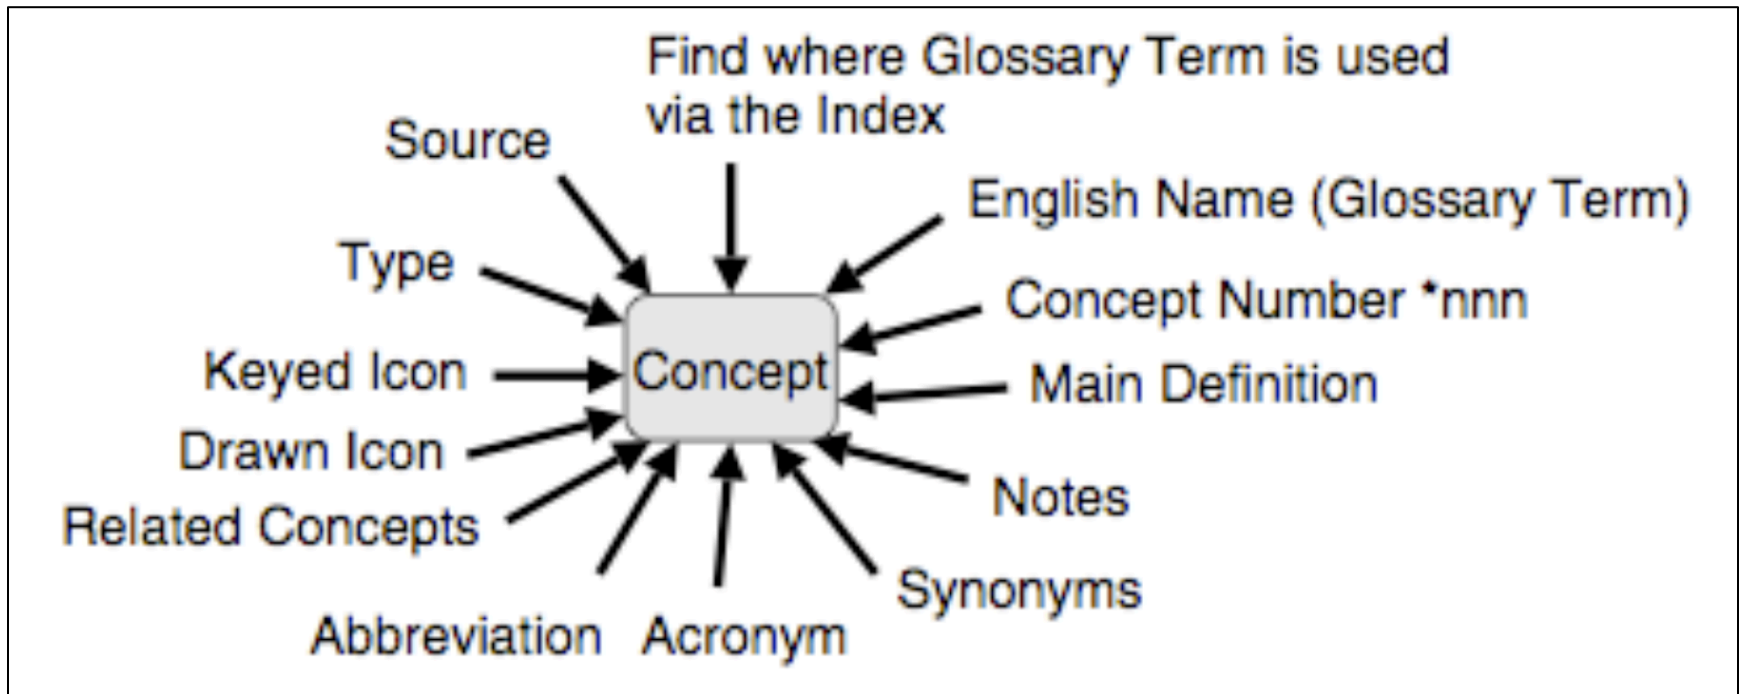 Find where Glossary Term is used
via the Index
Source
English Name (Glossary Term)
Type
Concept Number *nnn
Keyed Icon
Concept
Main Definition
Drawn Icon
Notes
Related Concepts
Synonyms
Abbreviation
Acronym